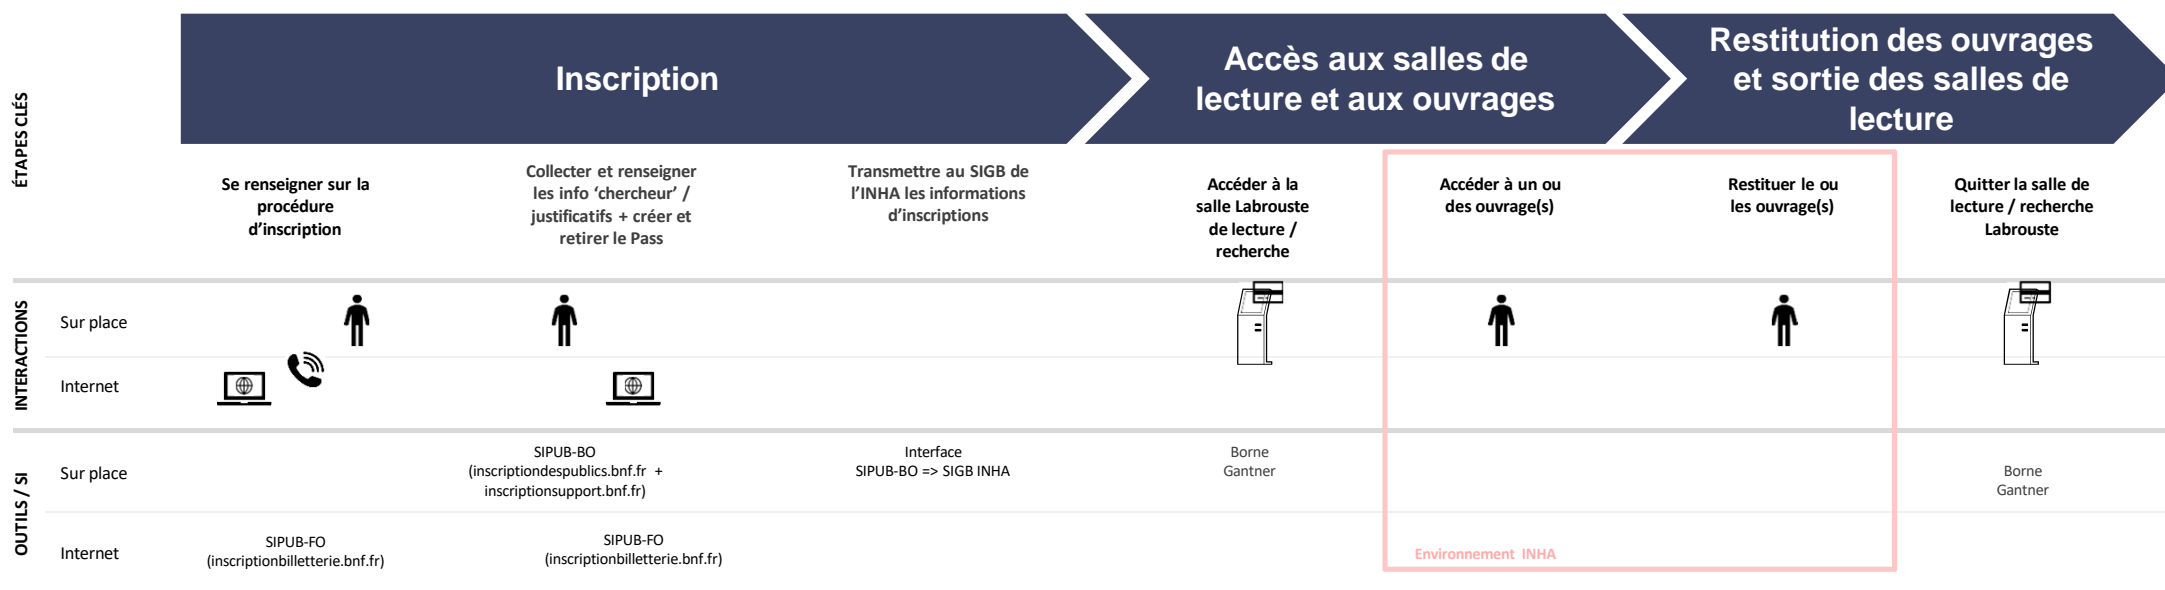 Inscription
Accès aux salles de
lecture et aux ouvrages
Restitution des ouvrages
et sortie des salles de
lecture
ÉTAPES CLÉS
Se renseigner sur la
procédure
d’inscription
Collecter et renseigner
les info ‘chercheur’ /
justificatifs + créer et
retirer le Pass
Transmettre au SIGB de
l’INHA les informations
d’inscriptions
Accéder à la
salle Labrouste
de lecture /
recherche
Accéder à un ou
des ouvrage(s)
Restituer le ou
les ouvrage(s)
Quitter la salle de
lecture / recherche
Labrouste
INTERACTIONS
Sur place
Internet
OUTILS / SI
Sur place
SIPUB-BO
(inscriptiondespublics.bnf.fr +
inscriptionsupport.bnf.fr)
Interface
SIPUB-BO => SIGB INHA
Borne
Gantner
Borne
Gantner
Internet
SIPUB-FO
(inscriptionbilletterie.bnf.fr)
SIPUB-FO
(inscriptionbilletterie.bnf.fr)
Environnement INHA